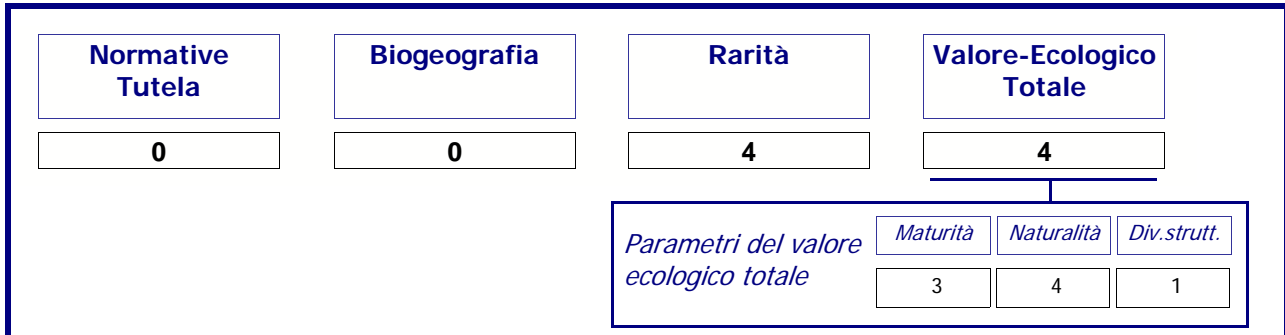 Normative
Tutela
Biogeografia
Rarità
Valore-Ecologico
Totale
0
0
4
4
Parametri del valore
ecologico totale
Maturità
Naturalità
Div.strutt.
3
4
1